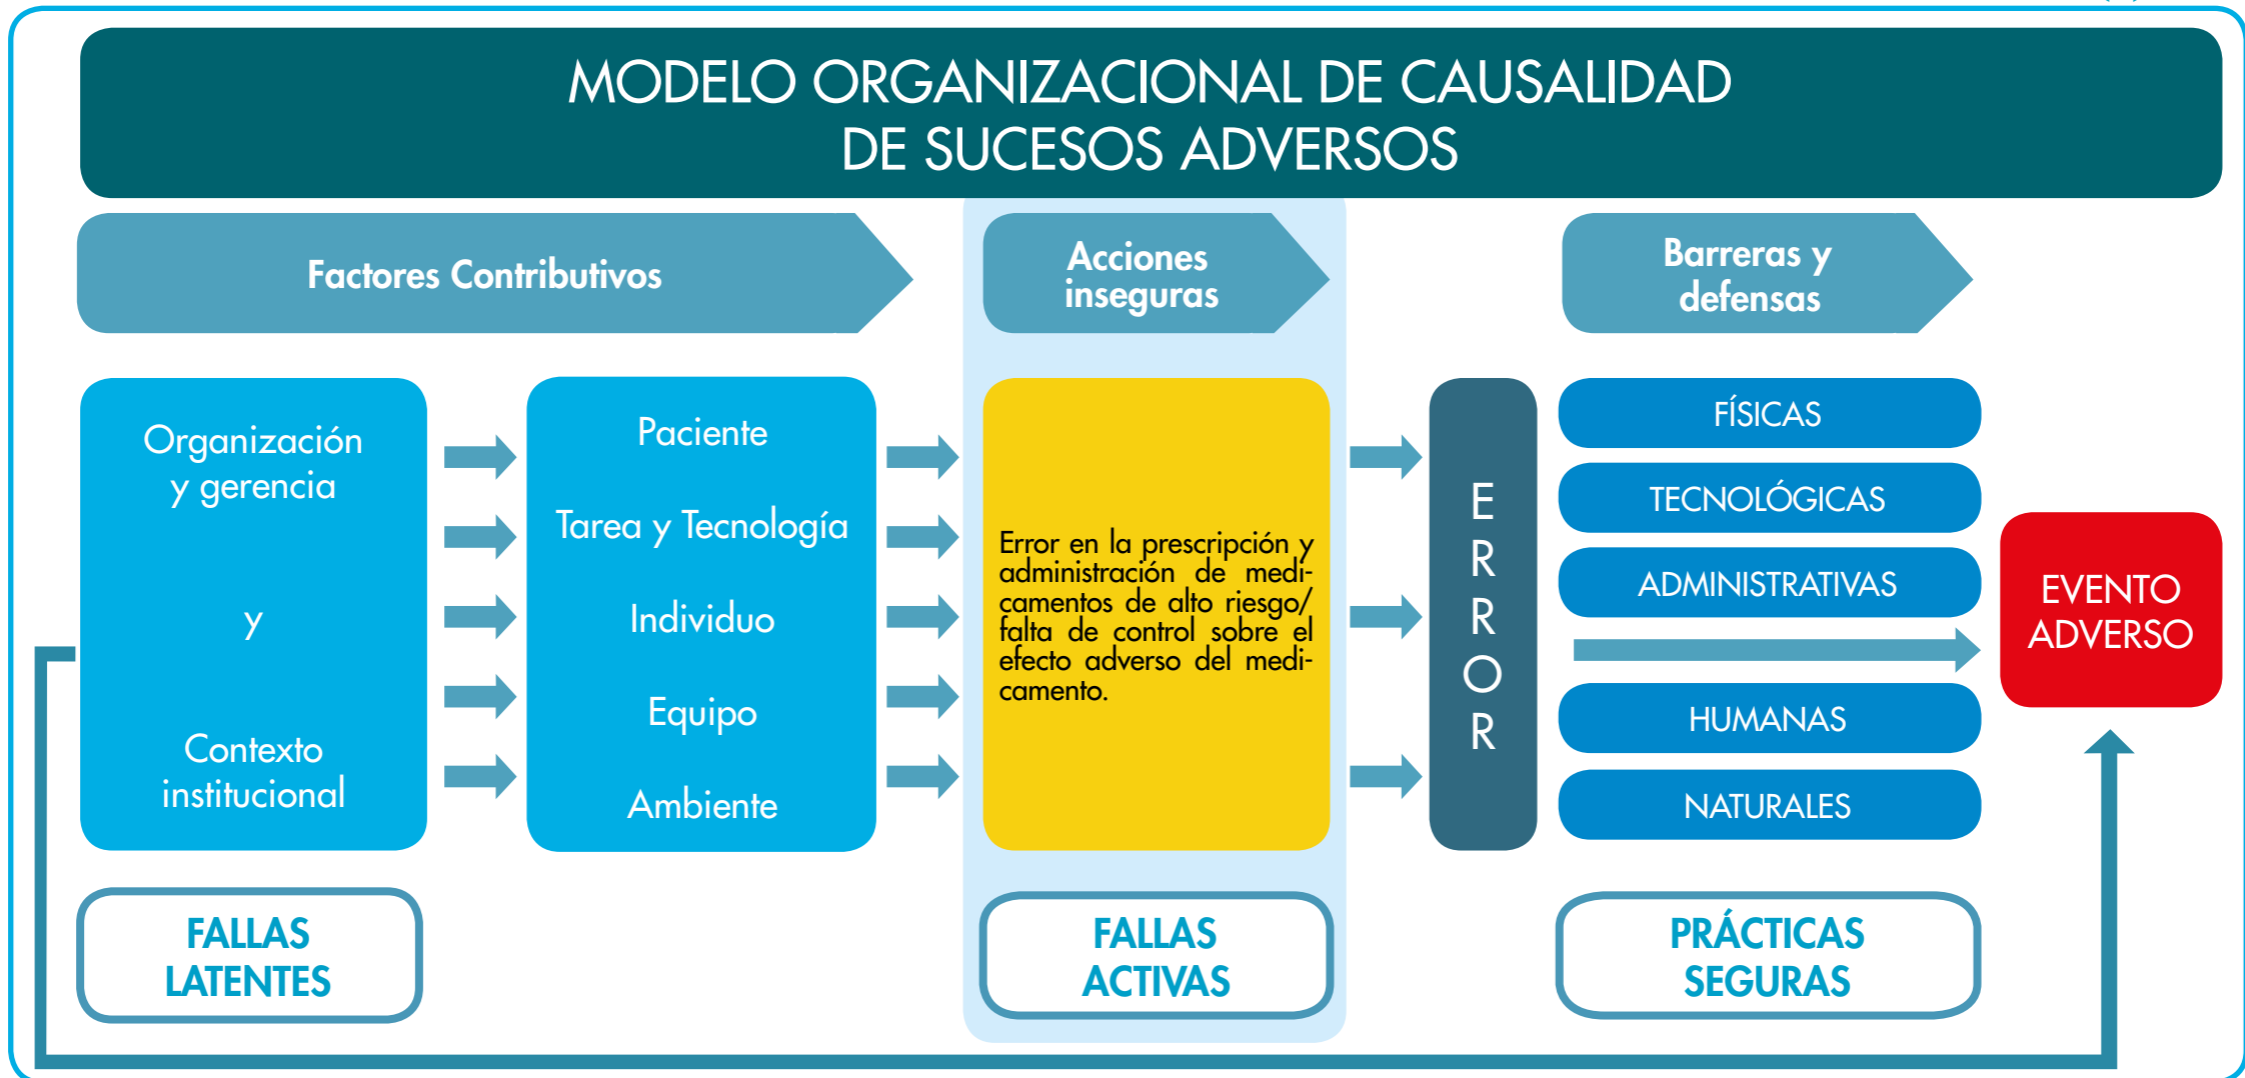 MODELO ORGANIZACIONAL DE CAUSALIDAD
DE SUCESOS ADVERSOS
Factores Contributivos
Acciones
inseguras
Barreras y
defensas
Organización
y gerencia
y
Contexto
institucional
Paciente
Tarea y Tecnología
Individuo
Equipo
Ambiente
Error en la prescripción y
administración de medi-
camentos de alto riesgo/
falta de control sobre el
efecto adverso del medi-
camento.
E
R
R
O
R
FÍSICAS
TECNOLÓGICAS
ADMINISTRATIVAS
HUMANAS
NATURALES
EVENTO
ADVERSO
FALLAS
LATENTES
FALLAS
ACTIVAS
PRÁCTICAS
SEGURAS